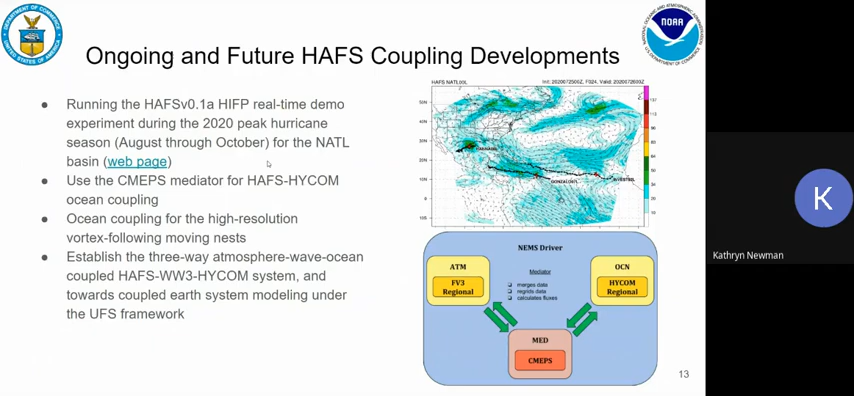 Ongoing and Future HAFS Coupling Developments
● Running the HAFSv0.1a HIFP real-time demo
experiment during the 2020 peak hurricane
season (August through October) for the NATL
basin (web page)
● Use the CMEPS mediator for HAFS-HYCOM
ocean coupling
● Ocean coupling for the high-resolution
vortex-following moving nests
● Establish the three-way atmosphere-wave-ocean
coupled HAFS-WW3-HYCOM system, and
towards coupled earth system modeling under
the UFS framework
NOAA
NEMS Driver
ATM
FV3
Regional
Mediator
❑ merges data
❑ regrids data
❑ calculates fluxes
OCN
HYCOM
Regional
MED
CMEPS
13
K
Kathryn Newman